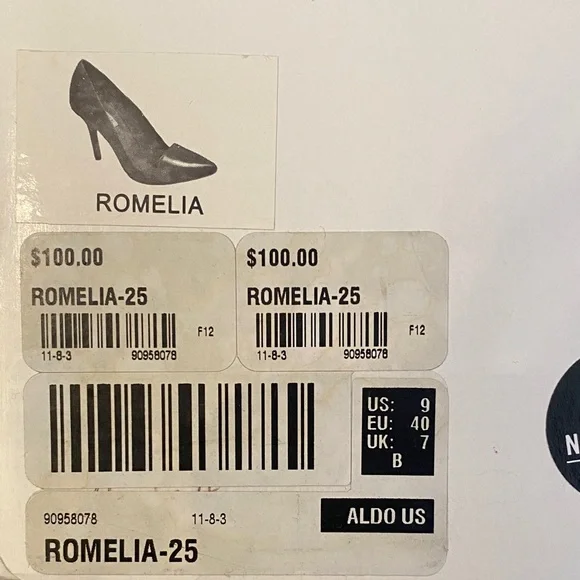 ROMELIA
$100.00
ROMELIA-25
F12
11-8-3 90958078
$100.00
ROMELIA-25
F12
11-8-3 90958078
US: 9
EU: 40
UK: 7
B
90958078 11-8-3 ALDO US
ROMELIA-25
N